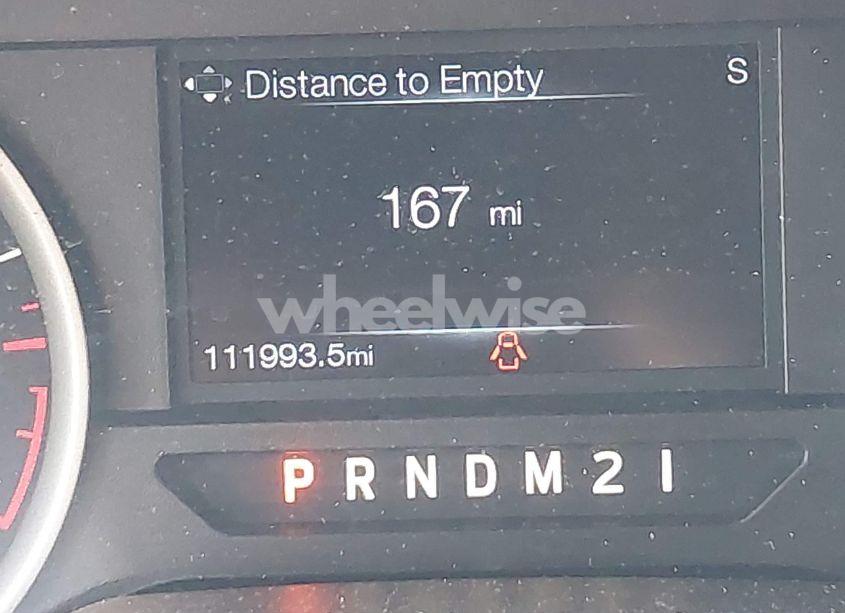 Distance to Empty S
167 mi
wheelwise
111993.5mi
P R N D M 2 1